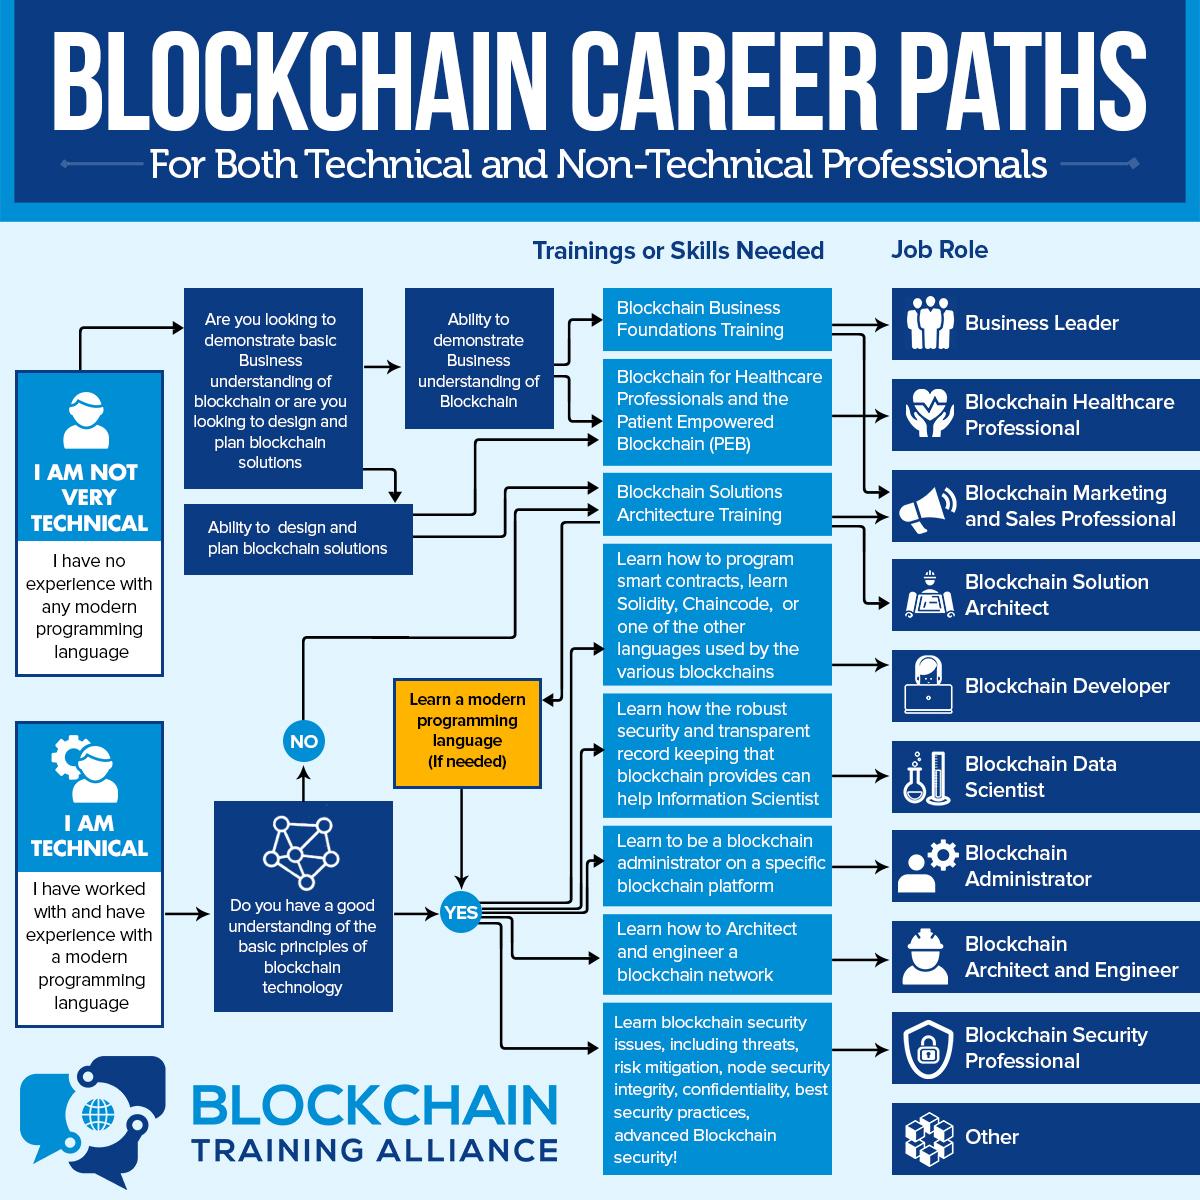 BLOCKCHAIN CAREER PATHS
For Both Technical and Non-Technical Professionals
Trainings or Skills Needed
Job Role
I AM NOT
VERY
TECHNICAL
I have no
experience with
any modern
programming
language
Are you looking to
demonstrate basic
Business
understanding of
blockchain or are you
looking to design and
plan blockchain
solutions
Ability to
demonstrate
Business
understanding of
Blockchain
Ability to design and
plan blockchain solutions
I AM
TECHNICAL
I have worked
with and have
experience with
a modern
programming
language
Do you have a good
understanding of the
basic principles of
blockchain
technology
NO
YES
Learn a modern
programming
language
(If needed)
Blockchain Business
Foundations Training
Blockchain for Healthcare
Professionals and the
Patient Empowered
Blockchain (PEB)
Blockchain Solutions
Architecture Training
Learn how to program
smart contracts, learn
Solidity, Chaincode, or
one of the other
languages used by the
various blockchains
Learn how the robust
security and transparent
record keeping that
blockchain provides can
help Information Scientist
Learn to be a blockchain
administrator on a specific
blockchain platform
Learn how to Architect
and engineer a
blockchain network
Learn blockchain security
issues, including threats,
risk mitigation, node security
integrity, confidentiality, best
security practices,
advanced Blockchain
security!
Business Leader
Blockchain Healthcare
Professional
Blockchain Marketing
and Sales Professional
Blockchain Solution
Architect
Blockchain Developer
Blockchain Data
Scientist
Blockchain
Administrator
Blockchain
Architect and Engineer
Blockchain Security
Professional
Other
BLOCKCHAIN
TRAINING ALLIANCE